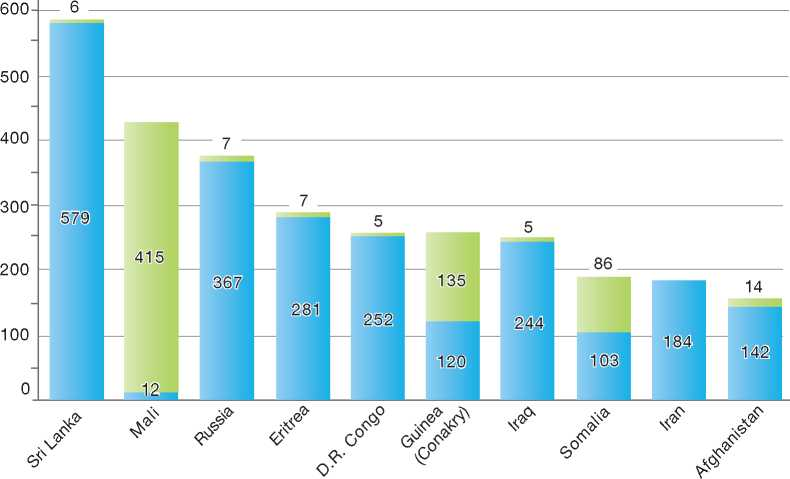 600
500
400
300
200
100
0
6
579
415
12
7
367
7
281
5
252
135
120
5
244
86
103
184
14
142
Sri Lanka
Mali
Russia
Eritrea
D.R. Congo
Guinea
(Conakry)
Iraq
Somalia
Iran
Afghanistan